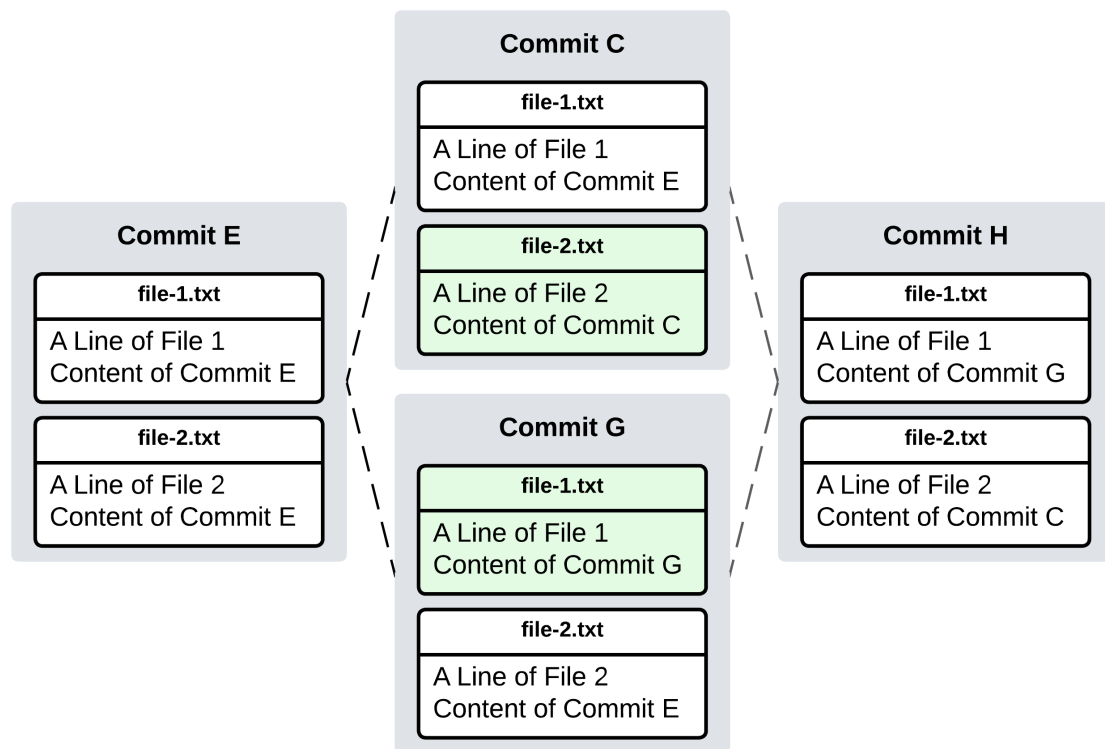 Commit C
file-1.txt
A Line of File 1
Content of Commit E
file-2.txt
A Line of File 2
Content of Commit C
Commit E
file-1.txt
A Line of File 1
Content of Commit E
file-2.txt
A Line of File 2
Content of Commit E
Commit G
file-1.txt
A Line of File 1
Content of Commit G
file-2.txt
A Line of File 2
Content of Commit E
Commit H
file-1.txt
A Line of File 1
Content of Commit G
file-2.txt
A Line of File 2
Content of Commit C